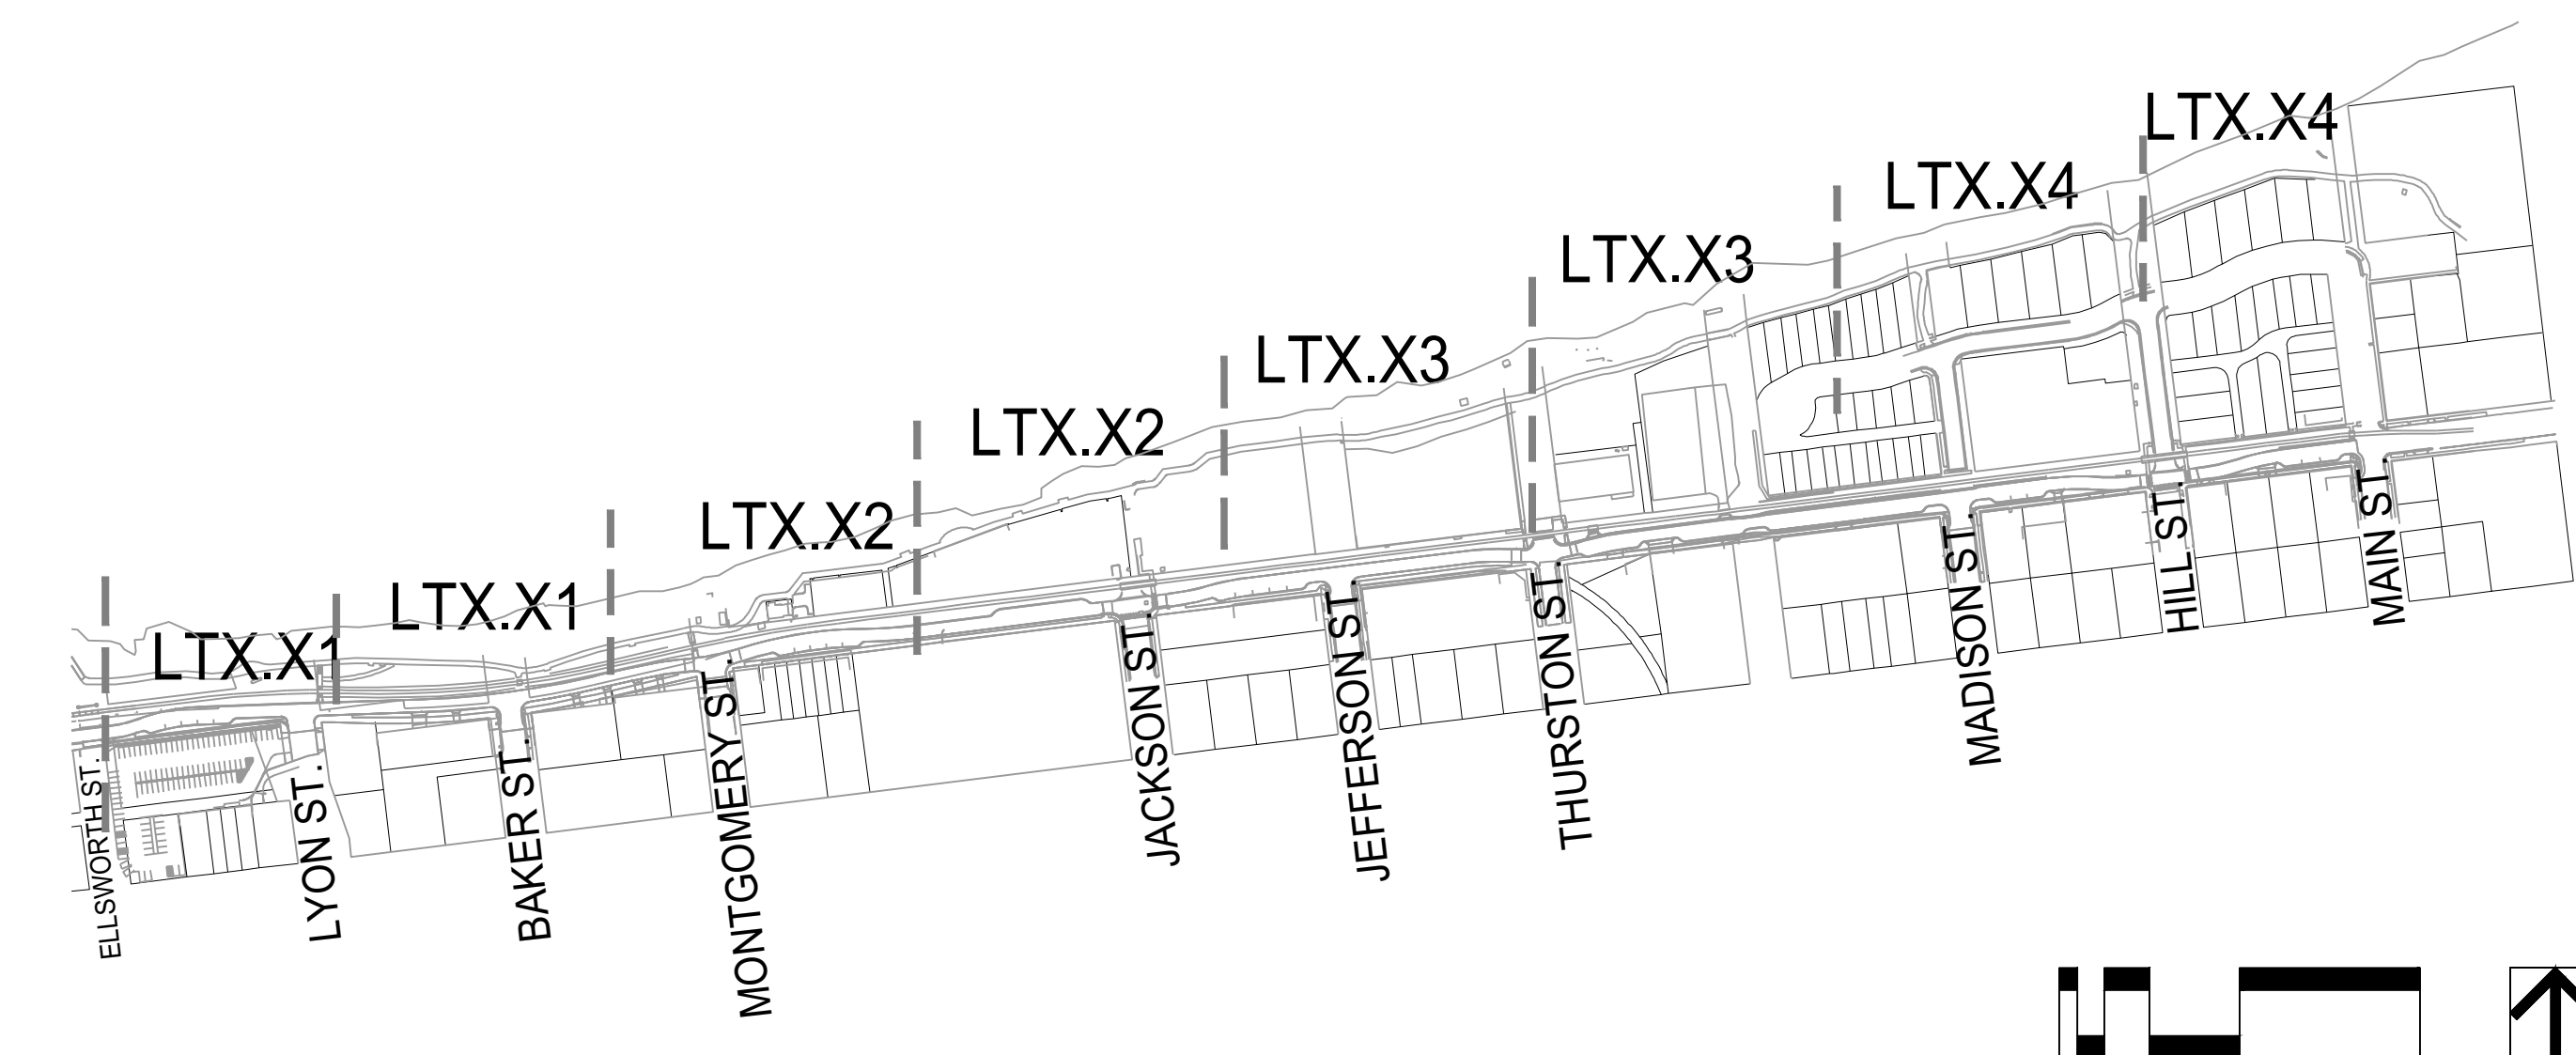 LTX.X1
LTX.X1
LTX.X2
LTX.X2
LTX.X3
LTX.X3
LTX.X4
LTX.X4
ELLSWORTH ST.
LYON ST.
BAKER ST.
MONTGOMERY ST.
JACKSON ST.
JEFFERSON ST.
THURSTON ST.
MADISON ST.
HILL ST.
MAIN ST.